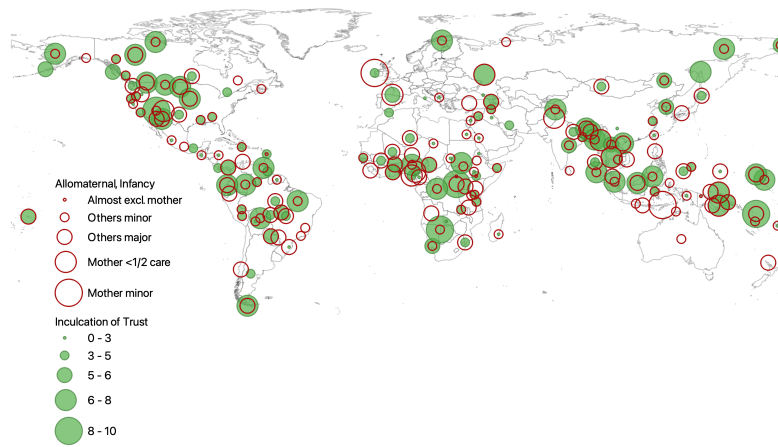 Allomaternal, Infancy
Almost excl. mother
Others minor
Others major
Mother <1/2 care
Mother minor
Inculcation of Trust
0 - 3
3 - 5
5 - 6
6 - 8
8 - 10